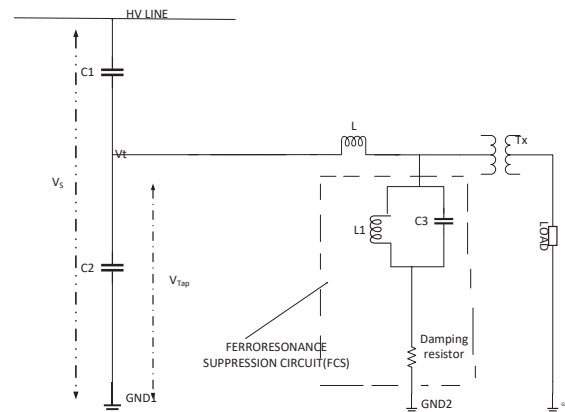 HV LINE
C1
L
Tx
Vt
VS
C3
L1
LOAD
C2
VTap
Damping
resistor
FERRORESONANCE
SUPPRESSION CIRCUIT(FCS)
GND1
GND2
G